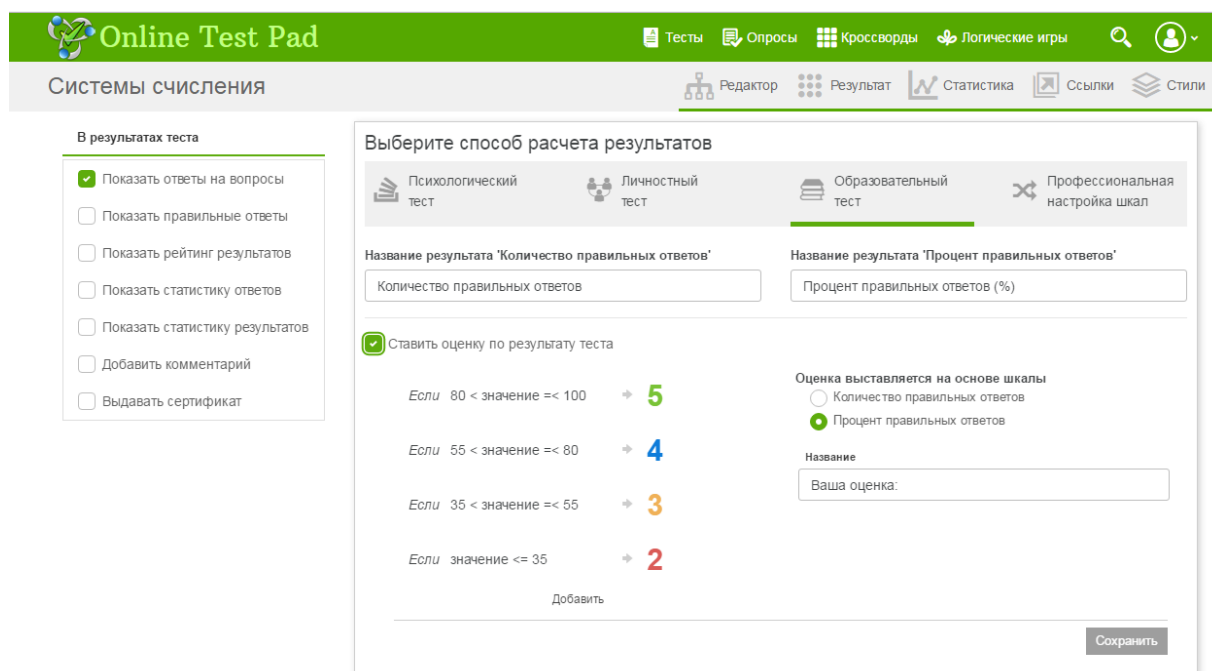 Online Test Pad
Тесты Опросы Кроссворды Логические игры
Системы счисления
Редактор Результат Статистика Ссылки Стили
В результатах теста
Показать ответы на вопросы
Показать правильные ответы
Показать рейтинг результатов
Показать статистику ответов
Показать статистику результатов
Добавить комментарий
Выдавать сертификат
Выберите способ расчета результатов
Психологический
тест
Личностный
тест
Образовательный
тест
Профессиональная
настройка шкал
Название результата 'Количество правильных ответов'
Количество правильных ответов
Название результата 'Процент правильных ответов'
Процент правильных ответов (%)
Ставить оценку по результату теста
Если 80 < значение =< 100 5
Если 55 < значение =< 80 4
Если 35 < значение =< 55 3
Если значение <= 35 2
Добавить
Оценка выставляется на основе шкалы
Количество правильных ответов
Процент правильных ответов
Название
Ваша оценка:
Сохранить